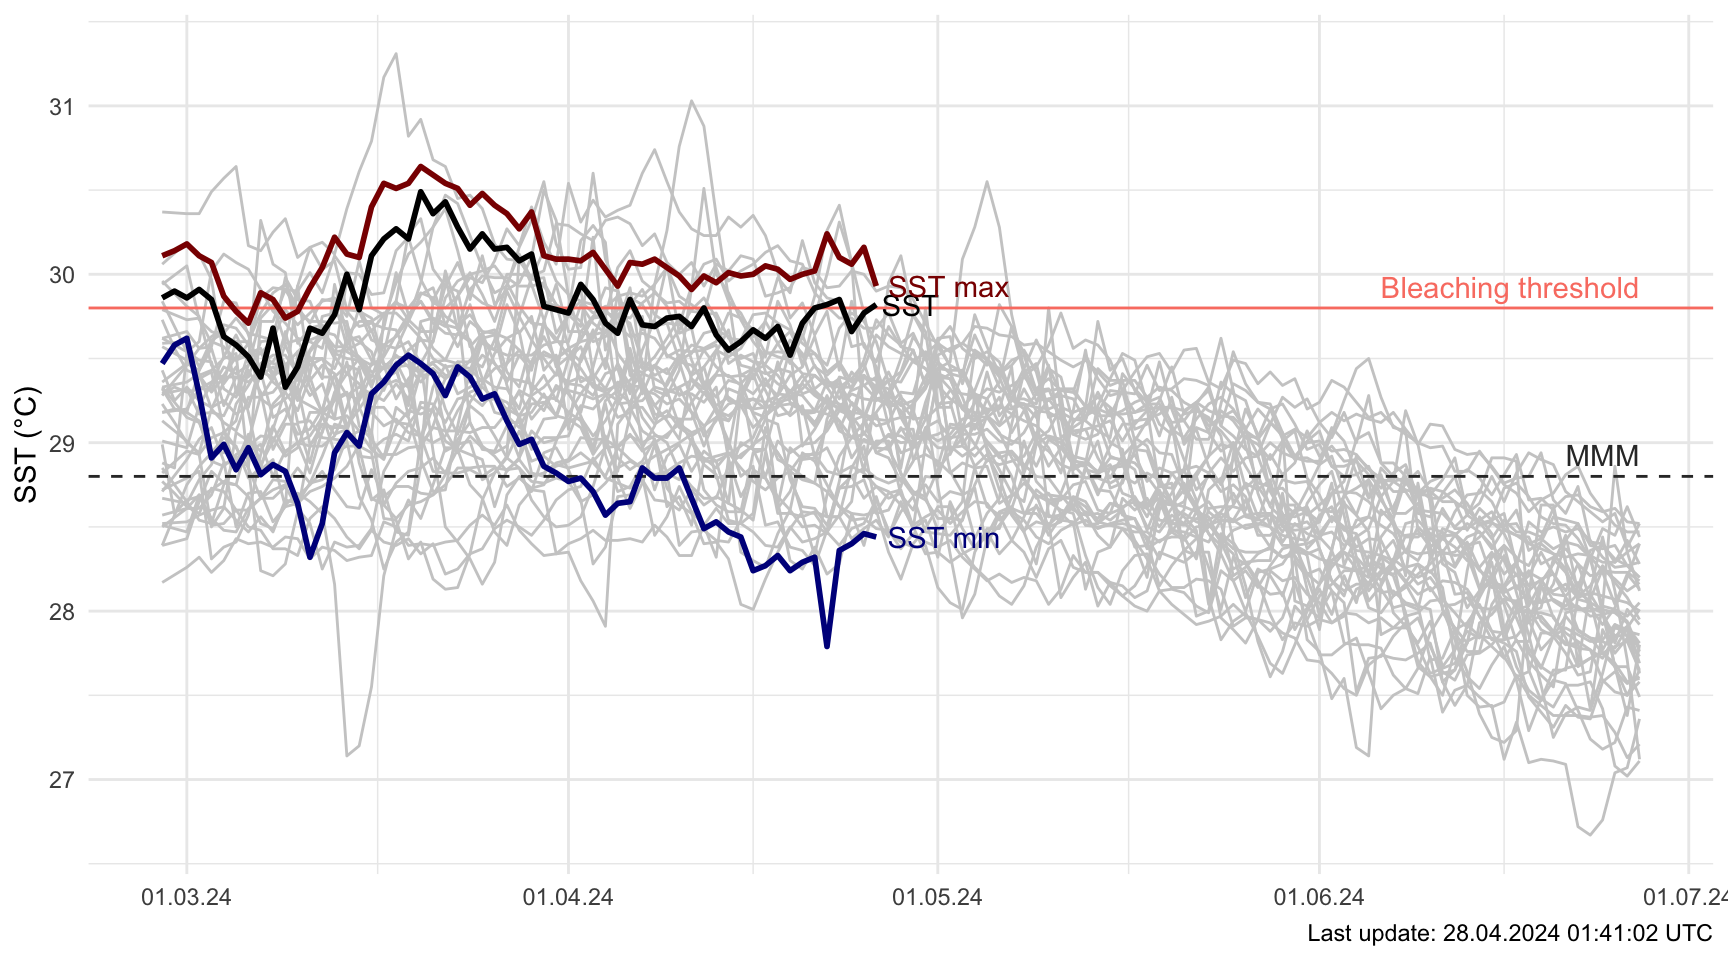 SST (°C)
31
30
29
28
27
SST max
SST
SST min
Bleaching threshold
MMM
01.03.24
01.04.24
01.05.24
01.06.24
01.07.24
Last update: 28.04.2024 01:41:02 UTC